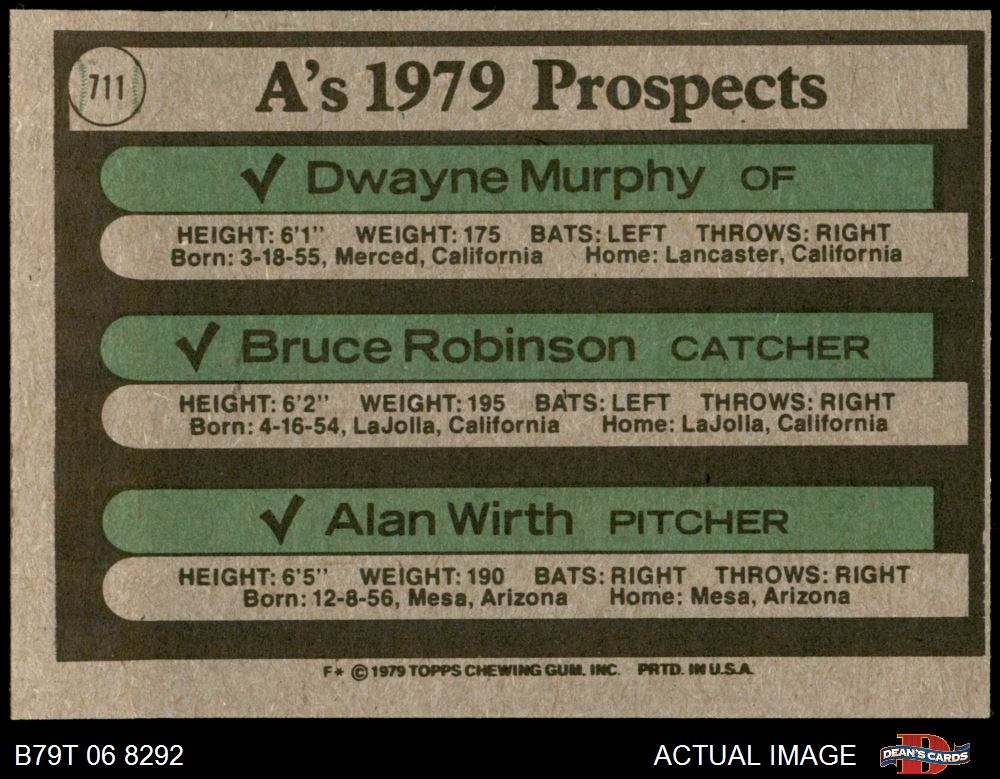 711
A's 1979 Prospects
✓ Dwayne Murphy OF
HEIGHT: 6'1" WEIGHT: 175 BATS: LEFT THROWS: RIGHT
Born: 3-18-55, Merced, California Home: Lancaster, California
✓ Bruce Robinson CATCHER
HEIGHT: 6'2" WEIGHT: 195 BATS: LEFT THROWS: RIGHT
Born: 4-16-54, LaJolla, California Home: LaJolla, California
✓ Alan Wirth PITCHER
HEIGHT: 6'5" WEIGHT: 190 BATS: RIGHT THROWS: RIGHT
Born: 12-8-56, Mesa, Arizona Home: Mesa, Arizona
F* © 1979 TOPPS CHEWING GUM, INC. PRTD. IN U.S.A.
B79T 06 8292 ACTUAL IMAGE D DEAN'S CARDS